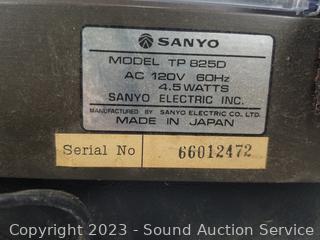 SANYO
MODEL TP 825D
AC 120V 60Hz
4.5 WATTS
SANYO ELECTRIC INC.
MANUFACTURED BY SANYO ELECTRIC CO. LTD.
MADE IN JAPAN
Serial No 66012472
Copyright 2023 - Sound Auction Service